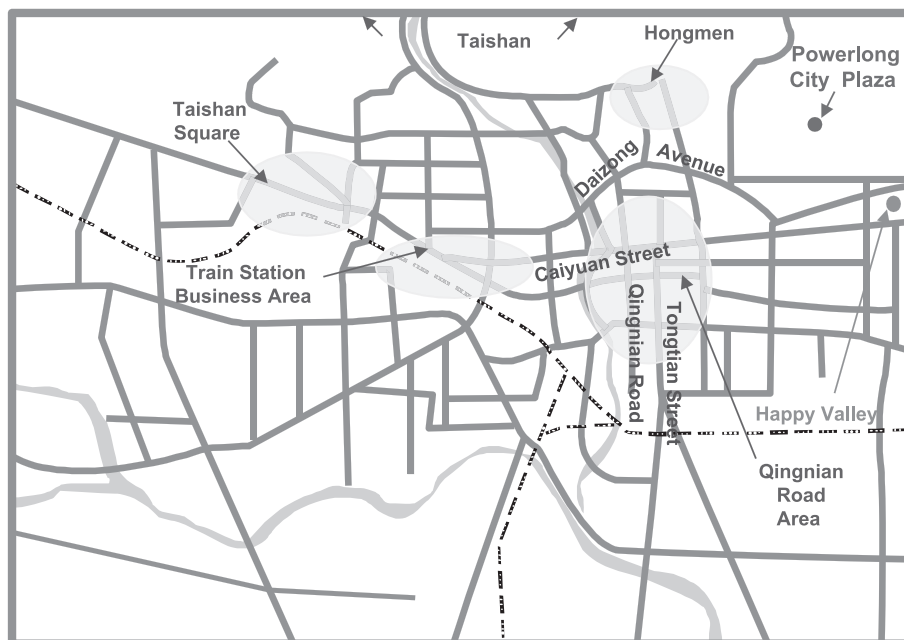 Taishan
Hongmen
Powerlong
City Plaza
Taishan
Square
Daizong
Avenue
Train Station
Business Area
Caiyuan Street
Qingnian Road
Tongtian Street
Happy Valley
Qingnian
Road
Area